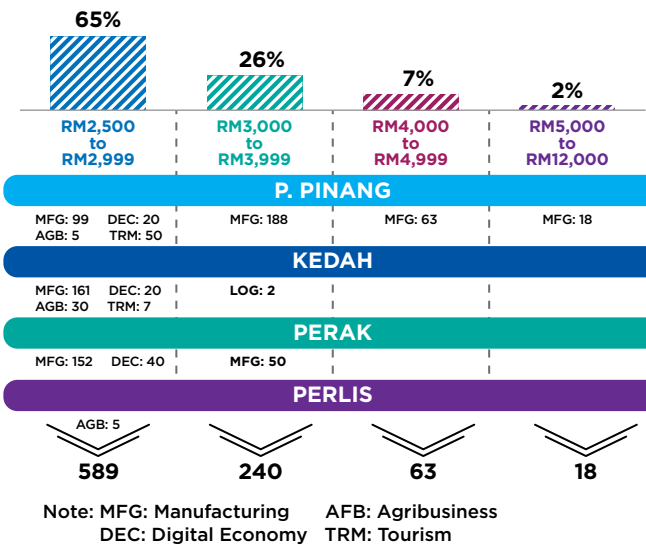 65%
26%
7%
2%
RM2,500
to
RM2,999
RM3,000
to
RM3,999
RM4,000
to
RM4,999
RM5,000
to
RM12,000
P. PINANG
MFG: 99 DEC: 20 MFG: 188 MFG: 63 MFG: 18
AGB: 5 TRM: 50
KEDAH
MFG: 161 DEC: 20 LOG: 2
AGB: 30 TRM: 7
PERAK
MFG: 152 DEC: 40 MFG: 50
PERLIS
AGB: 5
589 240 63 18
Note: MFG: Manufacturing AFB: Agribusiness
DEC: Digital Economy TRM: Tourism